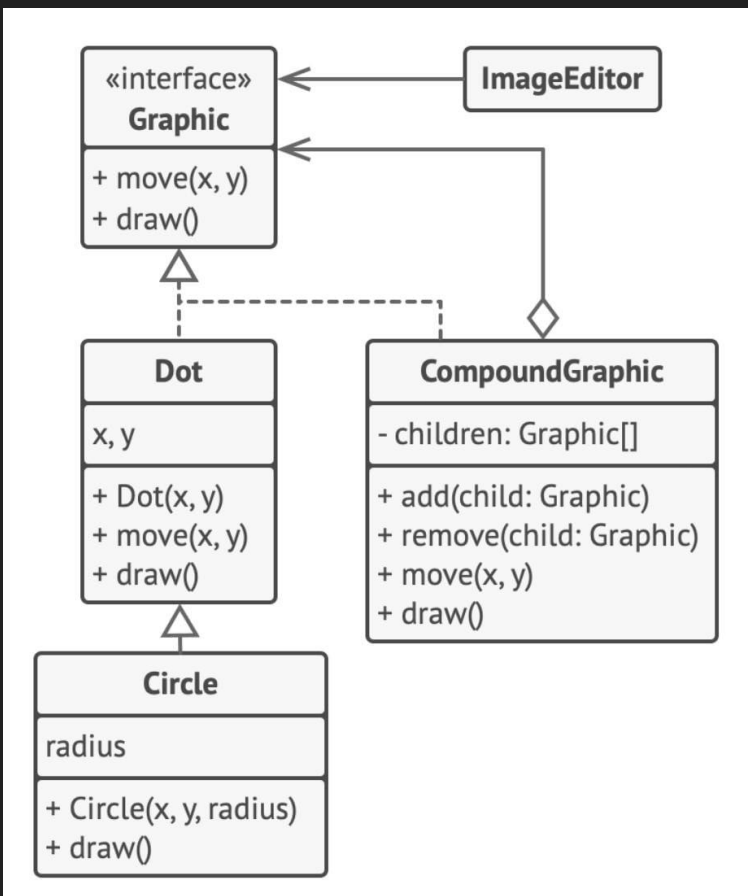 «interface»
Graphic
+ move(x, y)
+ draw()
ImageEditor
Dot
x, y
+ Dot(x, y)
+ move(x, y)
+ draw()
CompoundGraphic
- children: Graphic[]
+ add(child: Graphic)
+ remove(child: Graphic)
+ move(x, y)
+ draw()
Circle
radius
+ Circle(x, y, radius)
+ draw()